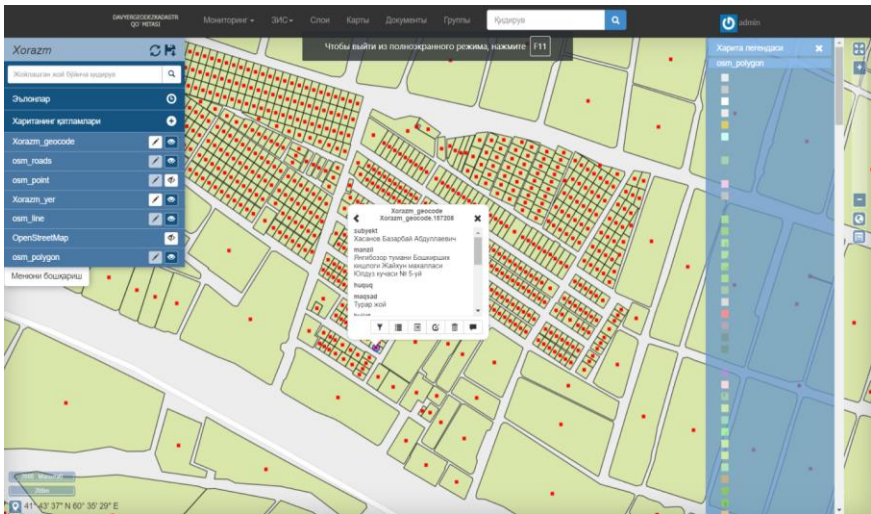 DAVYERGEODEZKADASTR
QO`MITASI
Мониторинг
ЗИС
Слои
Карты
Документы
Группы
Қидирув
admin
Чтобы выйти из полноэкранного режима, нажмите F11
Xorazm
Жойлашган жой бўйича қидирув
Эълонлар
Хаританинг қатламлари
Xorazm_geocode
osm_roads
osm_point
Xorazm_yer
osm_line
OpenStreetMap
osm_polygon
Менюни бошқариш
Xorazm_geocode
Xorazm_geocode.187208
subyekt
Хасанов Базарбай Абдуллаевич
manzil
Янгибозор тумани Бошкиршиқ
кишлоги Жайхун махалласи
Юлдуз кучаси № 5-уй
huquq
maqsad
Турар жой
Харита легендаси
osm_polygon
200m
41° 43' 37" N 60° 35' 29" E